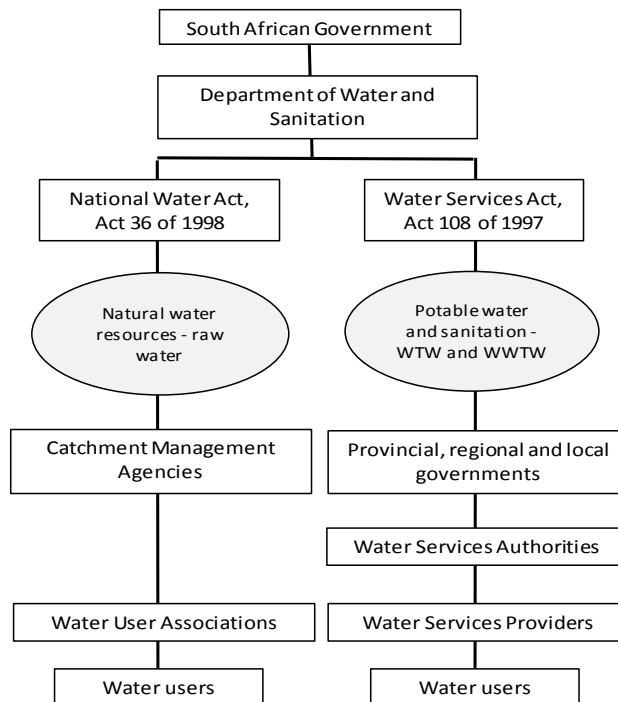 South African Government
Department of Water and
Sanitation
National Water Act,
Act 36 of 1998
Water Services Act,
Act 108 of 1997
Natural water
resources - raw
water
Potable water
and sanitation -
WTW and WWTW
Catchment Management
Agencies
Provincial, regional and local
governments
Water Services Authorities
Water User Associations
Water Services Providers
Water users
Water users